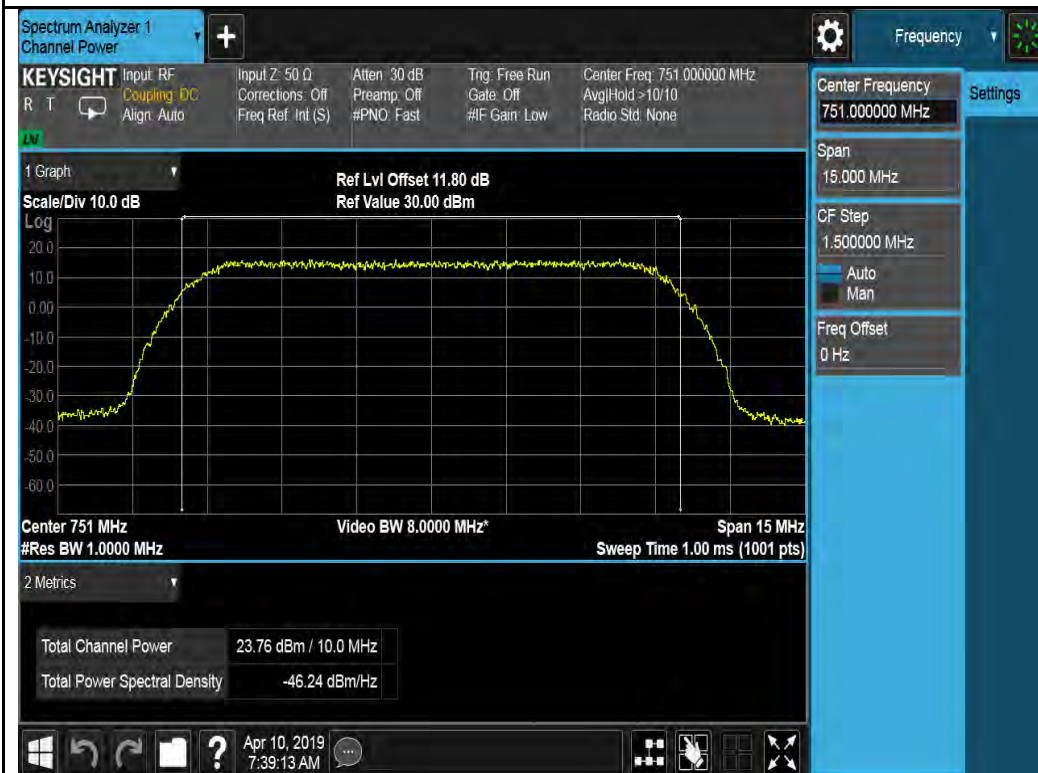 Spectrum Analyzer 1
Channel Power
+
Frequency
KEYSIGHT
R T
Input: RF
Coupling: DC
Align: Auto
Input Z: 50 Ω
Corrections: Off
Freq Ref: Int (S)
Atten: 30 dB
Preamp: Off
#PNO: Fast
Trig: Free Run
Gate: Off
#IF Gain: Low
Center Freq: 751.000000 MHz
Avg|Hold >10/10
Radio Std: None
Center Frequency
751.000000 MHz
Settings
Span
15.000 MHz
CF Step
1.500000 MHz
Auto
Man
Freq Offset
0 Hz
1 Graph
Ref Lvl Offset 11.80 dB
Scale/Div 10.0 dB
Ref Value 30.00 dBm
Log
20.0
10.0
0.00
-10.0
-20.0
-30.0
-40.0
-50.0
-60.0
Center 751 MHz
Video BW 8.0000 MHz*
Span 15 MHz
#Res BW 1.0000 MHz
Sweep Time 1.00 ms (1001 pts)
2 Metrics
Total Channel Power
23.76 dBm / 10.0 MHz
Total Power Spectral Density
-46.24 dBm/Hz
?
Apr 10, 2019
7:39:13 AM